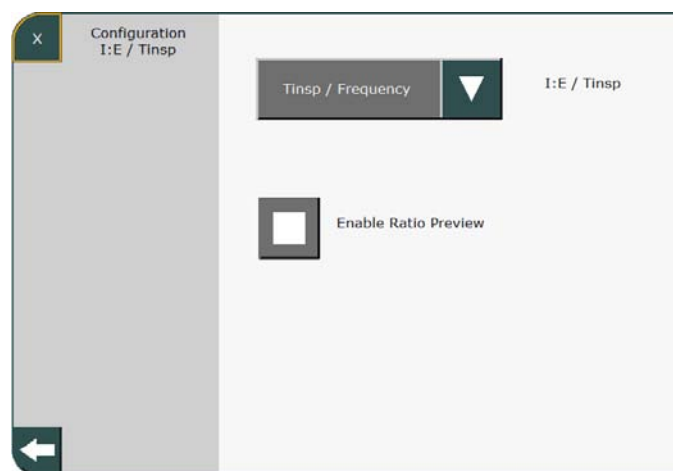 X
Configuration
I:E / Tinsp
Tinsp / Frequency
I:E / Tinsp
Enable Ratio Preview